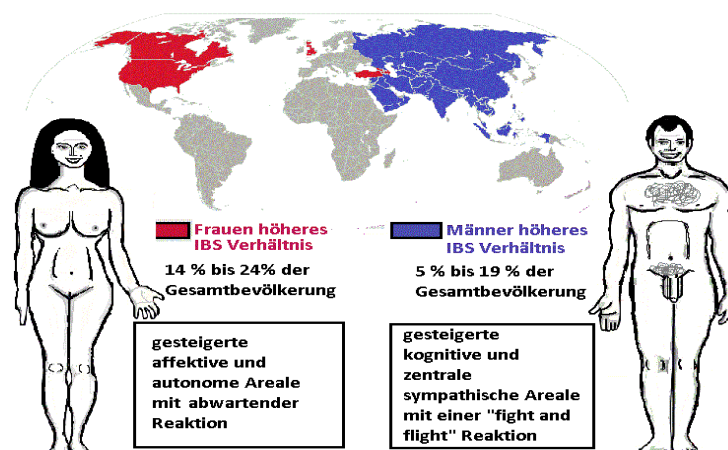 Frauen höheres
IBS Verhältnis
14 % bis 24% der
Gesamtbevölkerung
Männer höheres
IBS Verhältnis
5 % bis 19 % der
Gesamtbevölkerung
gesteigerte
affektive und
autonome Areale
mit abwartender
Reaktion
gesteigerte
kognitive und
zentrale
sympathische Areale
mit einer "fight and
flight" Reaktion